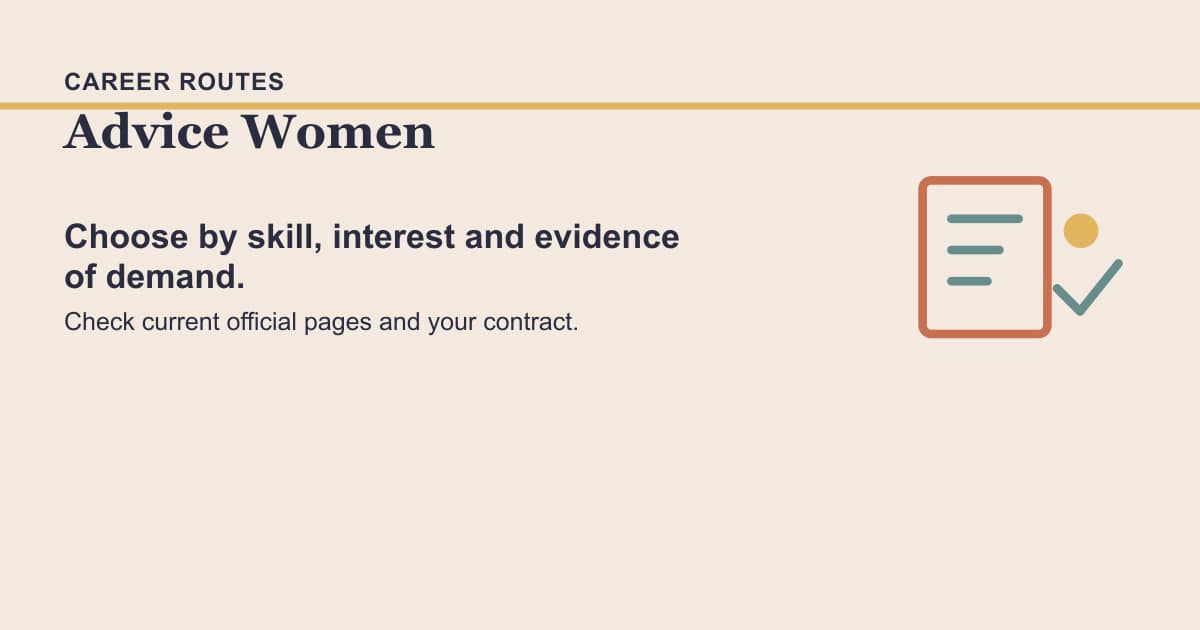 CAREER ROUTES
Advice Women
Choose by skill, interest and evidence
of demand.
Check current official pages and your contract.